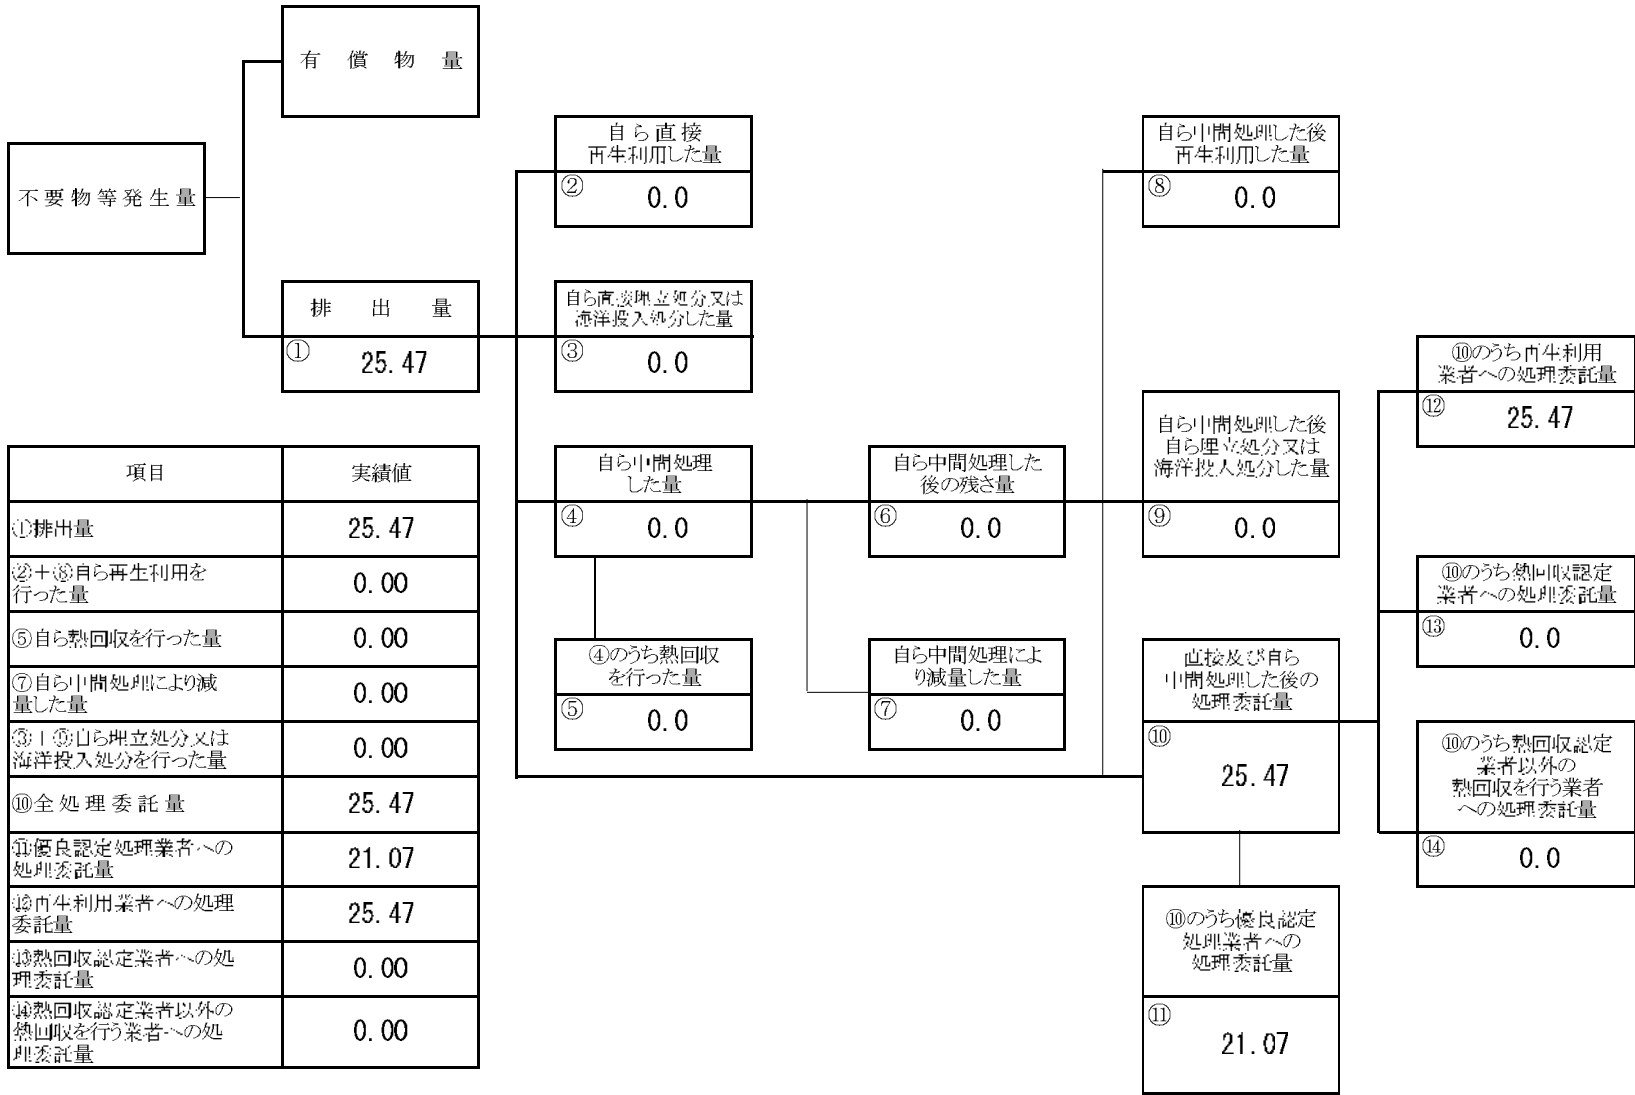 有償物量
不要物等発生量
排出量
①
25.47
自ら直接
再生利用した量
②
0.0
自ら直接埋立処分又は
海洋投入処分した量
③
0.0
自ら中間処理
した量
④
0.0
④のうち熱回収
を行った量
⑤
0.0
自ら中間処理した
後の残さ量
⑥
0.0
自ら中間処理によ
り減量した量
⑦
0.0
自ら中間処理した後
再生利用した量
⑧
0.0
自ら中間処理した後
自ら埋立処分又は
海洋投入処分した量
⑨
0.0
直接及び自ら
中間処理した後の
処理委託量
⑩
25.47
⑩のうち優良認定
処理業者への
処理委託量
⑪
21.07
⑩のうち再生利用
業者への処理委託量
⑫
25.47
⑩のうち熱回収認定
業者への処理委託量
⑬
0.0
⑩のうち熱回収認定
業者以外の
熱回収を行う業者
への処理委託量
⑭
0.0
項目 実績値
①排出量 25.47
②+⑧自ら再生利用を
行った量
0.00
⑤自ら熱回収を行った量 0.00
⑦自ら中間処理により減
量した量
0.00
③+⑨自ら埋立処分又は
海洋投入処分を行った量
0.00
⑩全処理委託量 25.47
⑪優良認定処理業者への
処理委託量
21.07
⑫再生利用業者への処理
委託量
25.47
⑬熱回収認定業者への処
理委託量
0.00
⑭熱回収認定業者以外の
熱回収を行う業者への処
理委託量
0.00